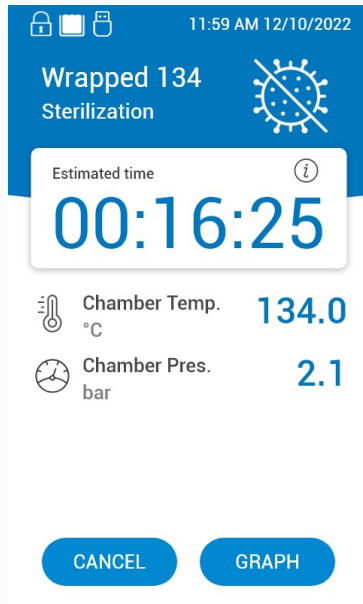 11:59 AM 12/10/2022
Wrapped 134
Sterilization
Estimated time
i
00:16:25
Chamber Temp. 134.0
°C
Chamber Pres. 2.1
bar
CANCEL GRAPH